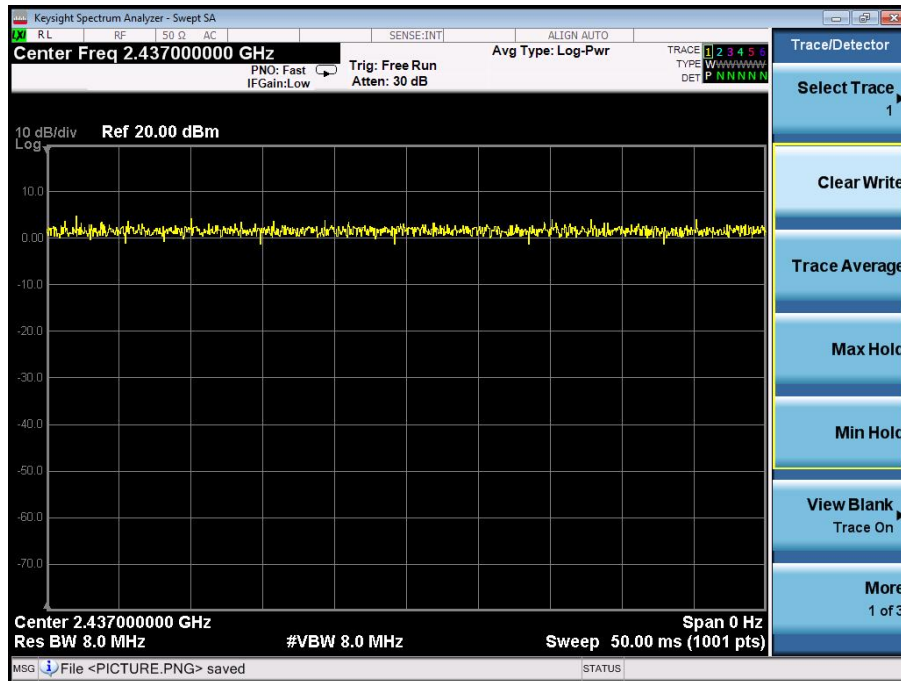 Keysight Spectrum Analyzer - Swept SA
LXI RL RF 50 Ω AC SENSE:INT ALIGN AUTO
Center Freq 2.437000000 GHz
PNO: Fast
IFGain:Low
Trig: Free Run
Atten: 30 dB
Avg Type: Log-Pwr
TRACE 1 2 3 4 5 6
TYPE WWWWWW
DET P N N N N N
10 dB/div Ref 20.00 dBm
Log
10.0
0.00
-10.0
-20.0
-30.0
-40.0
-50.0
-60.0
-70.0
Center 2.437000000 GHz Span 0 Hz
Res BW 8.0 MHz #VBW 8.0 MHz Sweep 50.00 ms (1001 pts)
MSG File <PICTURE.PNG> saved STATUS
Trace/Detector
Select Trace
1
Clear Write
Trace Average
Max Hold
Min Hold
View Blank
Trace On
More
1 of 3